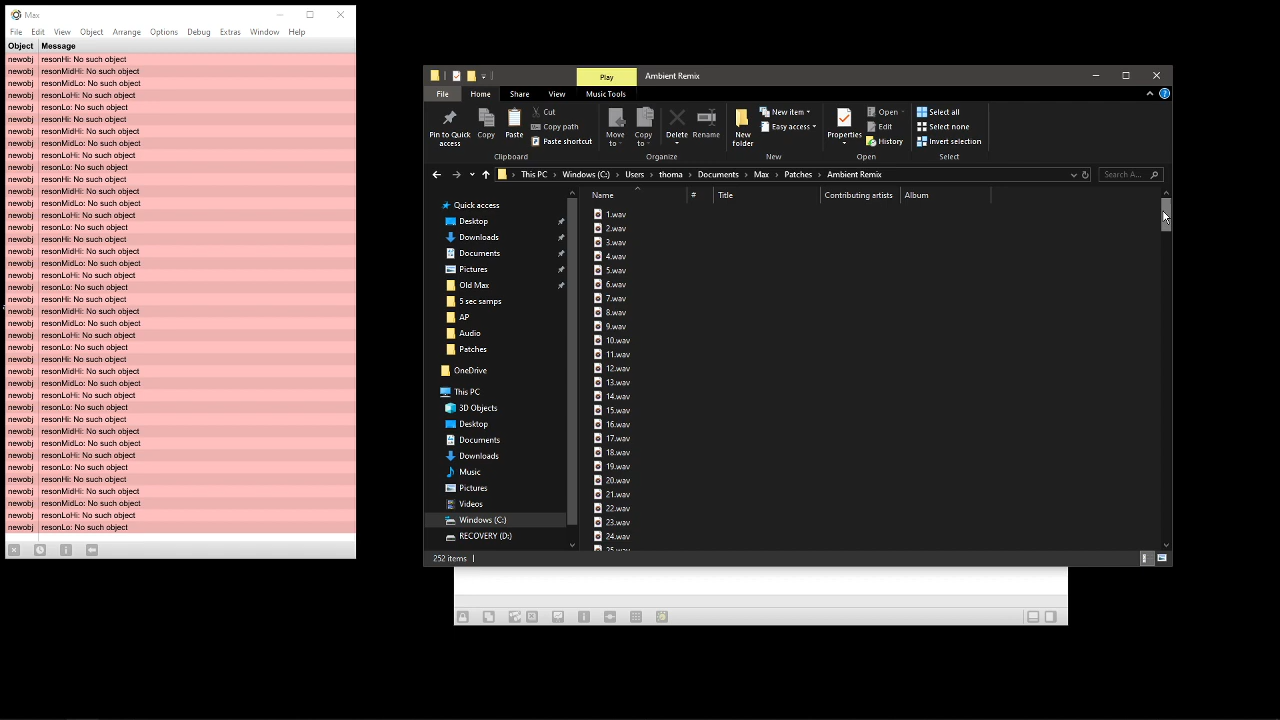 Max
File Edit View Object Arrange Options Debug Extras Window Help
Object Message
newobj resonHi: No such object
newobj resonMidHi: No such object
newobj resonMidLo: No such object
newobj resonLoHi: No such object
newobj resonLo: No such object
newobj resonHi: No such object
newobj resonMidHi: No such object
newobj resonMidLo: No such object
newobj resonLoHi: No such object
newobj resonLo: No such object
newobj resonHi: No such object
newobj resonMidHi: No such object
newobj resonMidLo: No such object
newobj resonLoHi: No such object
newobj resonLo: No such object
newobj resonHi: No such object
newobj resonMidHi: No such object
newobj resonMidLo: No such object
newobj resonLoHi: No such object
newobj resonLo: No such object
newobj resonHi: No such object
newobj resonMidHi: No such object
newobj resonMidLo: No such object
newobj resonLoHi: No such object
newobj resonLo: No such object
newobj resonHi: No such object
newobj resonMidHi: No such object
newobj resonMidLo: No such object
newobj resonLoHi: No such object
newobj resonLo: No such object
newobj resonHi: No such object
newobj resonMidHi: No such object
newobj resonMidLo: No such object
newobj resonLoHi: No such object
newobj resonLo: No such object
newobj resonHi: No such object
newobj resonMidHi: No such object
newobj resonMidLo: No such object
newobj resonLoHi: No such object
newobj resonLo: No such object
Play Ambient Remix
File Home Share View Music Tools
Pin to Quick access
Copy
Paste
Cut
Copy path
Paste shortcut
Clipboard
Move to
Copy to
Delete
Rename
Organize
New folder
New item
Easy access
New
Properties
Open
Edit
History
Open
Select all
Select none
Invert selection
Select
This PC Windows (C:) Users thoma Documents Max Patches Ambient Remix
Search A...
Quick access
Desktop
Downloads
Documents
Pictures
Old Max
5 sec samps
AP
Audio
Patches
OneDrive
This PC
3D Objects
Desktop
Documents
Downloads
Music
Pictures
Videos
Windows (C:)
RECOVERY (D:)
Name # Title Contributing artists Album
1.wav
2.wav
3.wav
4.wav
5.wav
6.wav
7.wav
8.wav
9.wav
10.wav
11.wav
12.wav
13.wav
14.wav
15.wav
16.wav
17.wav
18.wav
19.wav
20.wav
21.wav
22.wav
23.wav
24.wav
25.wav
252 items